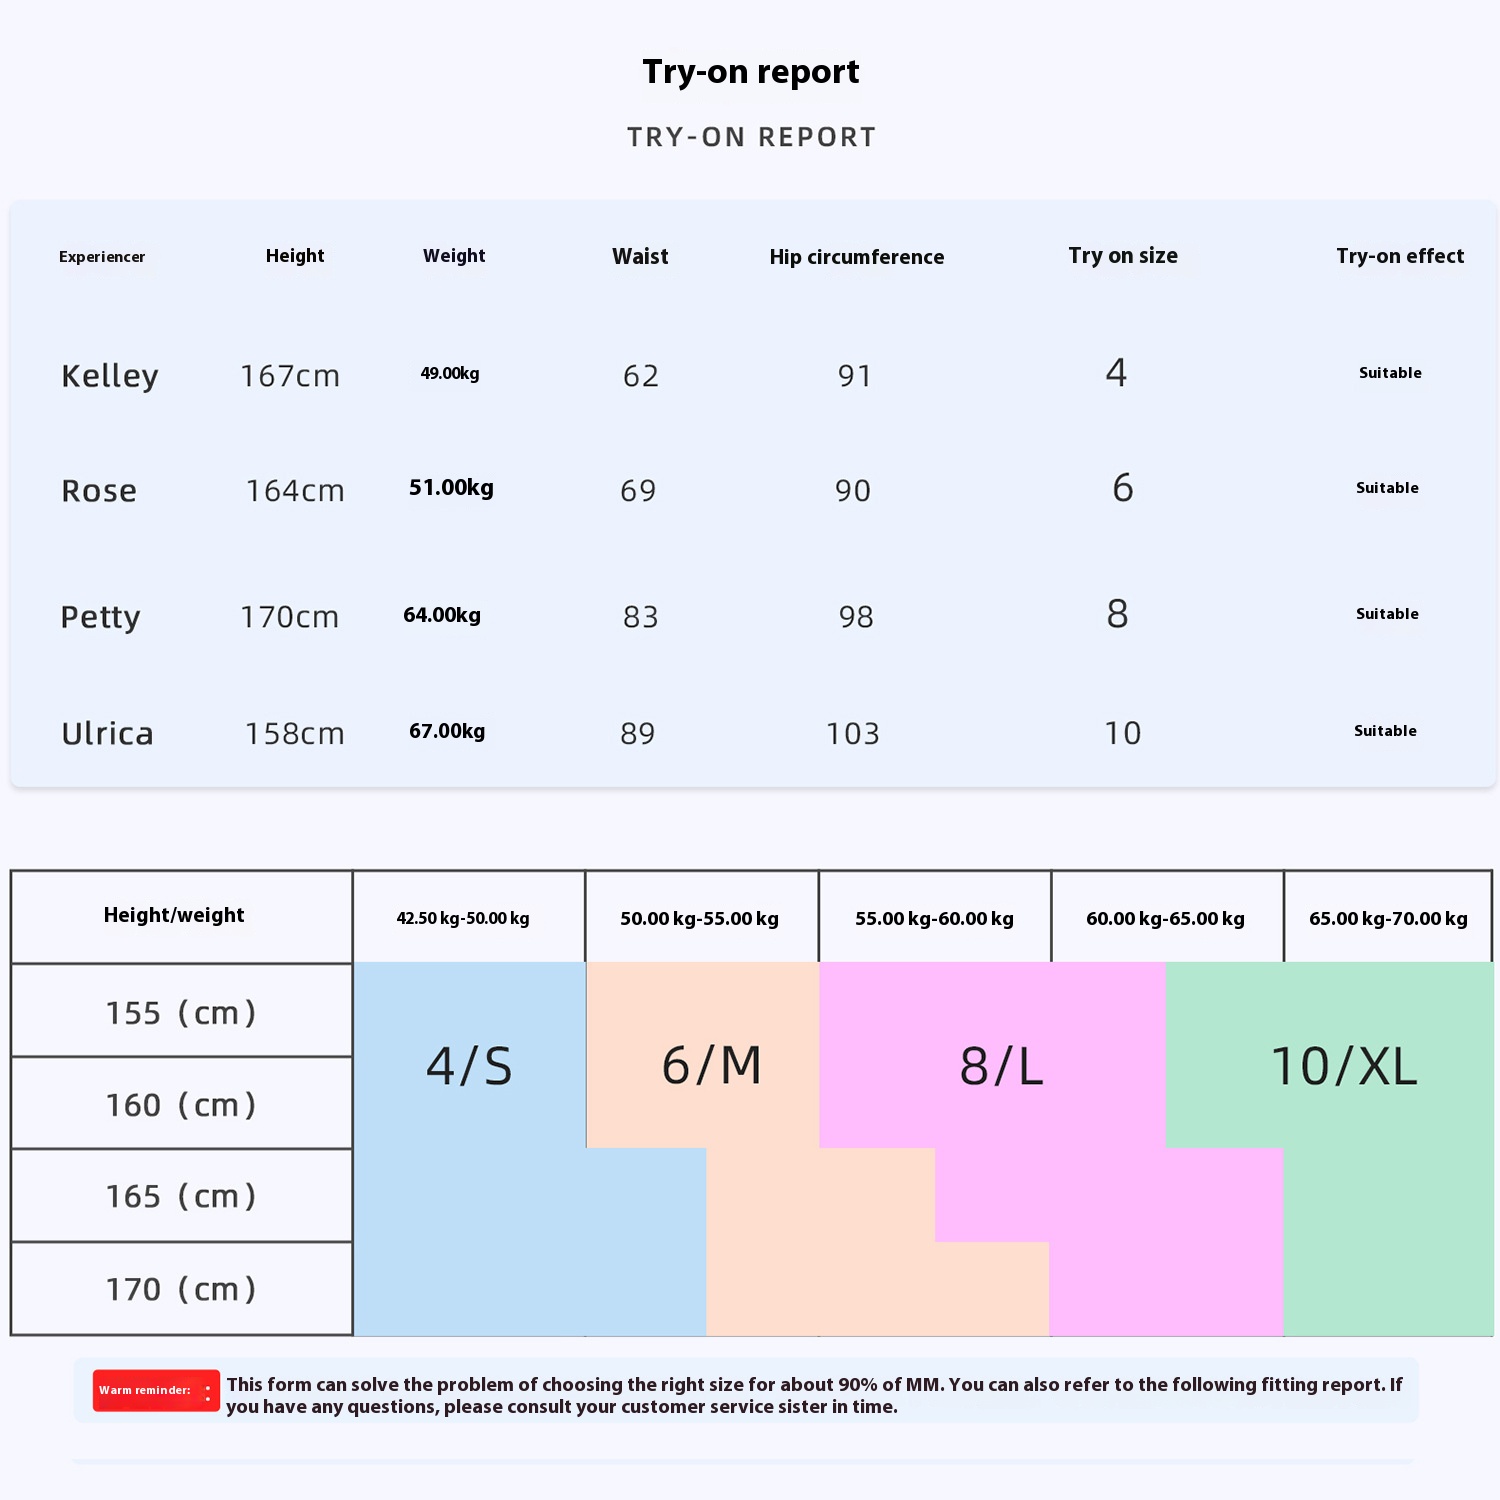 Try-on report
TRY-ON REPORT
Experiencer Height Weight Waist Hip circumference Try on size Try-on effect
Kelley 167cm 49.00kg 62 91 4 Suitable
Rose 164cm 51.00kg 69 90 6 Suitable
Petty 170cm 64.00kg 83 98 8 Suitable
Ulrica 158cm 67.00kg 89 103 10 Suitable
Height/weight 42.50 kg-50.00 kg 50.00 kg-55.00 kg 55.00 kg-60.00 kg 60.00 kg-65.00 kg 65.00 kg-70.00 kg
155 (cm)
4/S 6/M 8/L 10/XL
160 (cm)
165 (cm)
170 (cm)
Warm reminder: : This form can solve the problem of choosing the right size for about 90% of MM. You can also refer to the following fitting report. If
you have any questions, please consult your customer service sister in time.